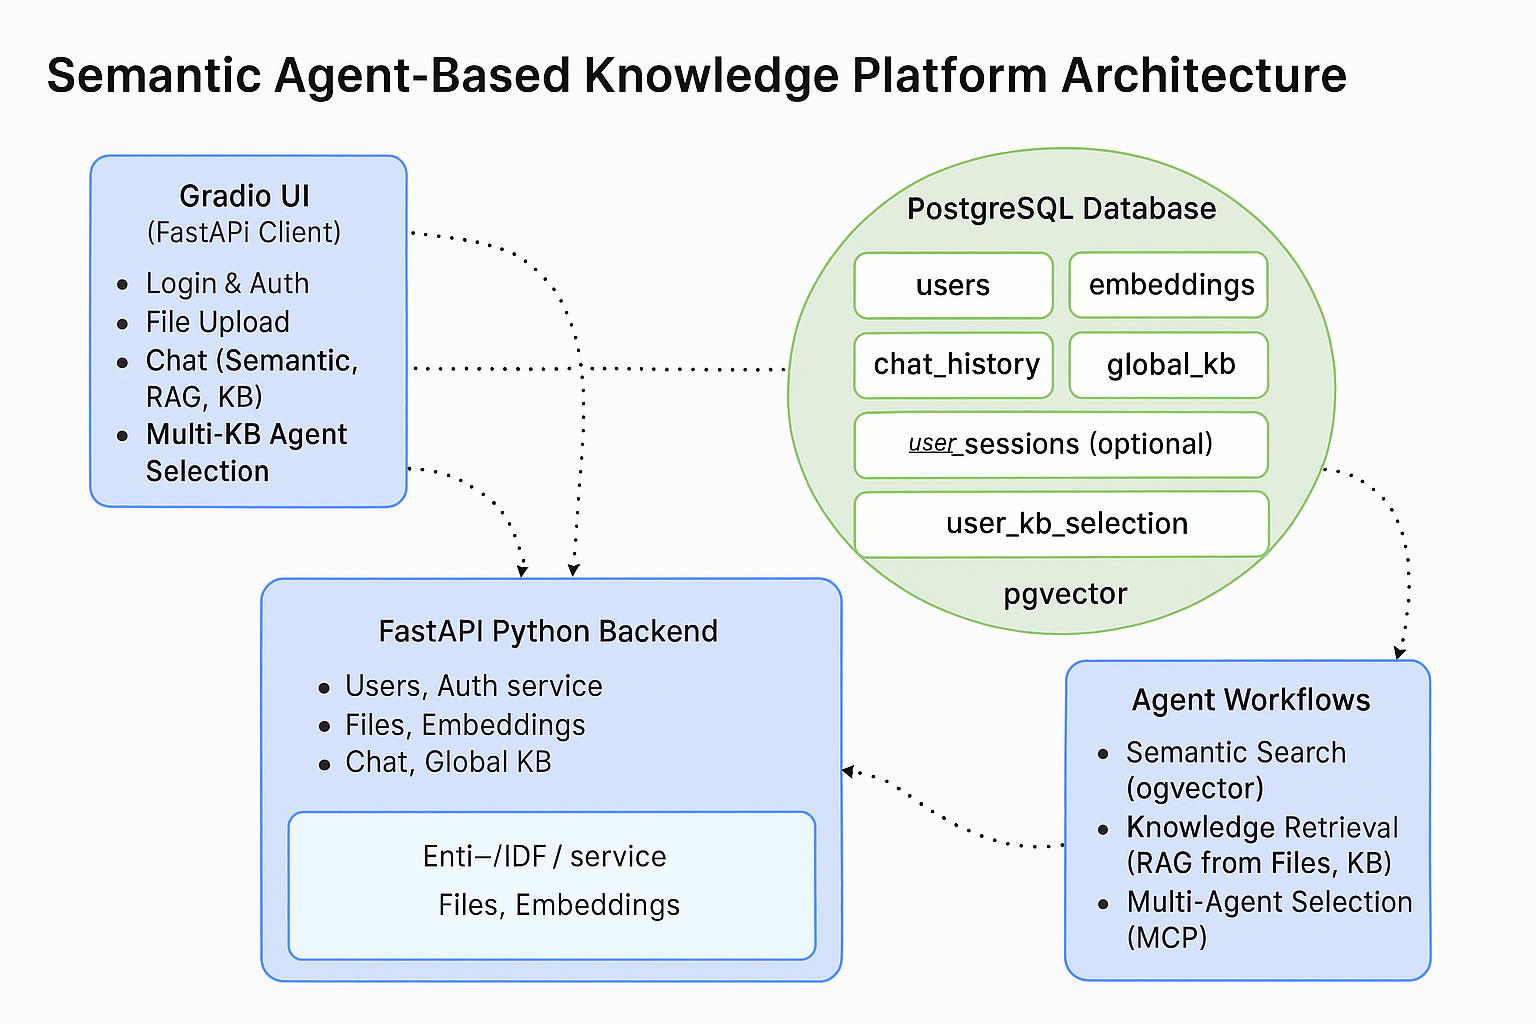 Semantic Agent-Based Knowledge Platform Architecture
Gradio UI
(FastAPi Client)
• Login & Auth
• File Upload
• Chat (Semantic,
RAG, KB)
• Multi-KB Agent
Selection
PostgreSQL Database
users
embeddings
chat_history
global_kb
user_sessions (optional)
user_kb_selection
pgvector
FastAPI Python Backend
• Users, Auth service
• Files, Embeddings
• Chat, Global KB
Enti–/IDF / service
Files, Embeddings
Agent Workflows
• Semantic Search
(ogvector)
• Knowledge Retrieval
(RAG from Files, KB)
• Multi-Agent Selection
(MCP)